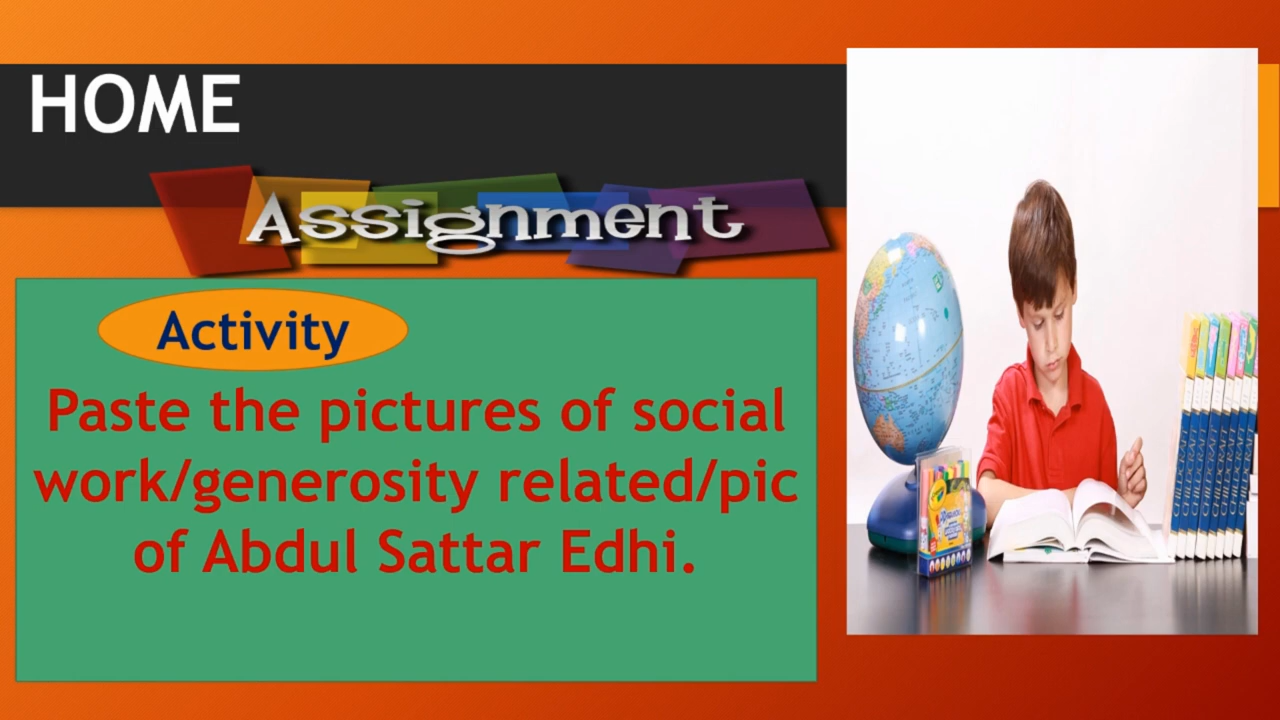 HOME
Assignment
Activity
Paste the pictures of social
work/generosity related/pic
of Abdul Sattar Edhi.